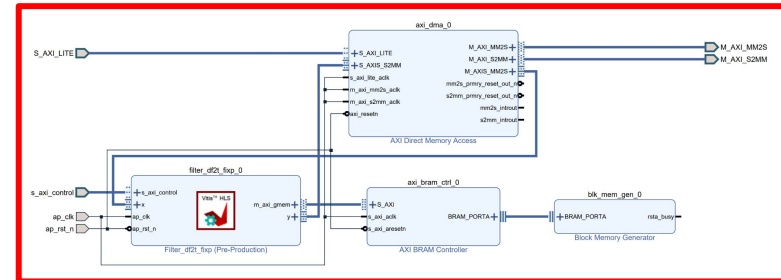 axi_dma_0
S_AXI_LITE
+S_AXI_LITE
+S_AXIS_S2MM
s_axi_lite_aclk
m_axi_mm2s_aclk
m_axi_s2mm_aclk
axi_resetn
M_AXI_MM2S+
M_AXI_S2MM+
M_AXIS_MM2S+
mm2s_prmry_reset_out_n
s2mm_prmry_reset_out_n
mm2s_introut
s2mm_introut
M_AXI_MM2S
M_AXI_S2MM
AXI Direct Memory Access
filter_df2t_fixp_0
s_axi_control
ap_clk
ap_rst_n
+s_axi_control
+x
ap_clk
ap_rst_n
Vitis™ HLS
m_axi_gmem+
y+
Filter_df2t_fixp (Pre-Production)
axi_bram_ctrl_0
+S_AXI
s_axi_aclk
s_axi_aresetn
BRAM_PORTA+
AXI BRAM Controller
blk_mem_gen_0
+BRAM_PORTA
rsta_busy
Block Memory Generator